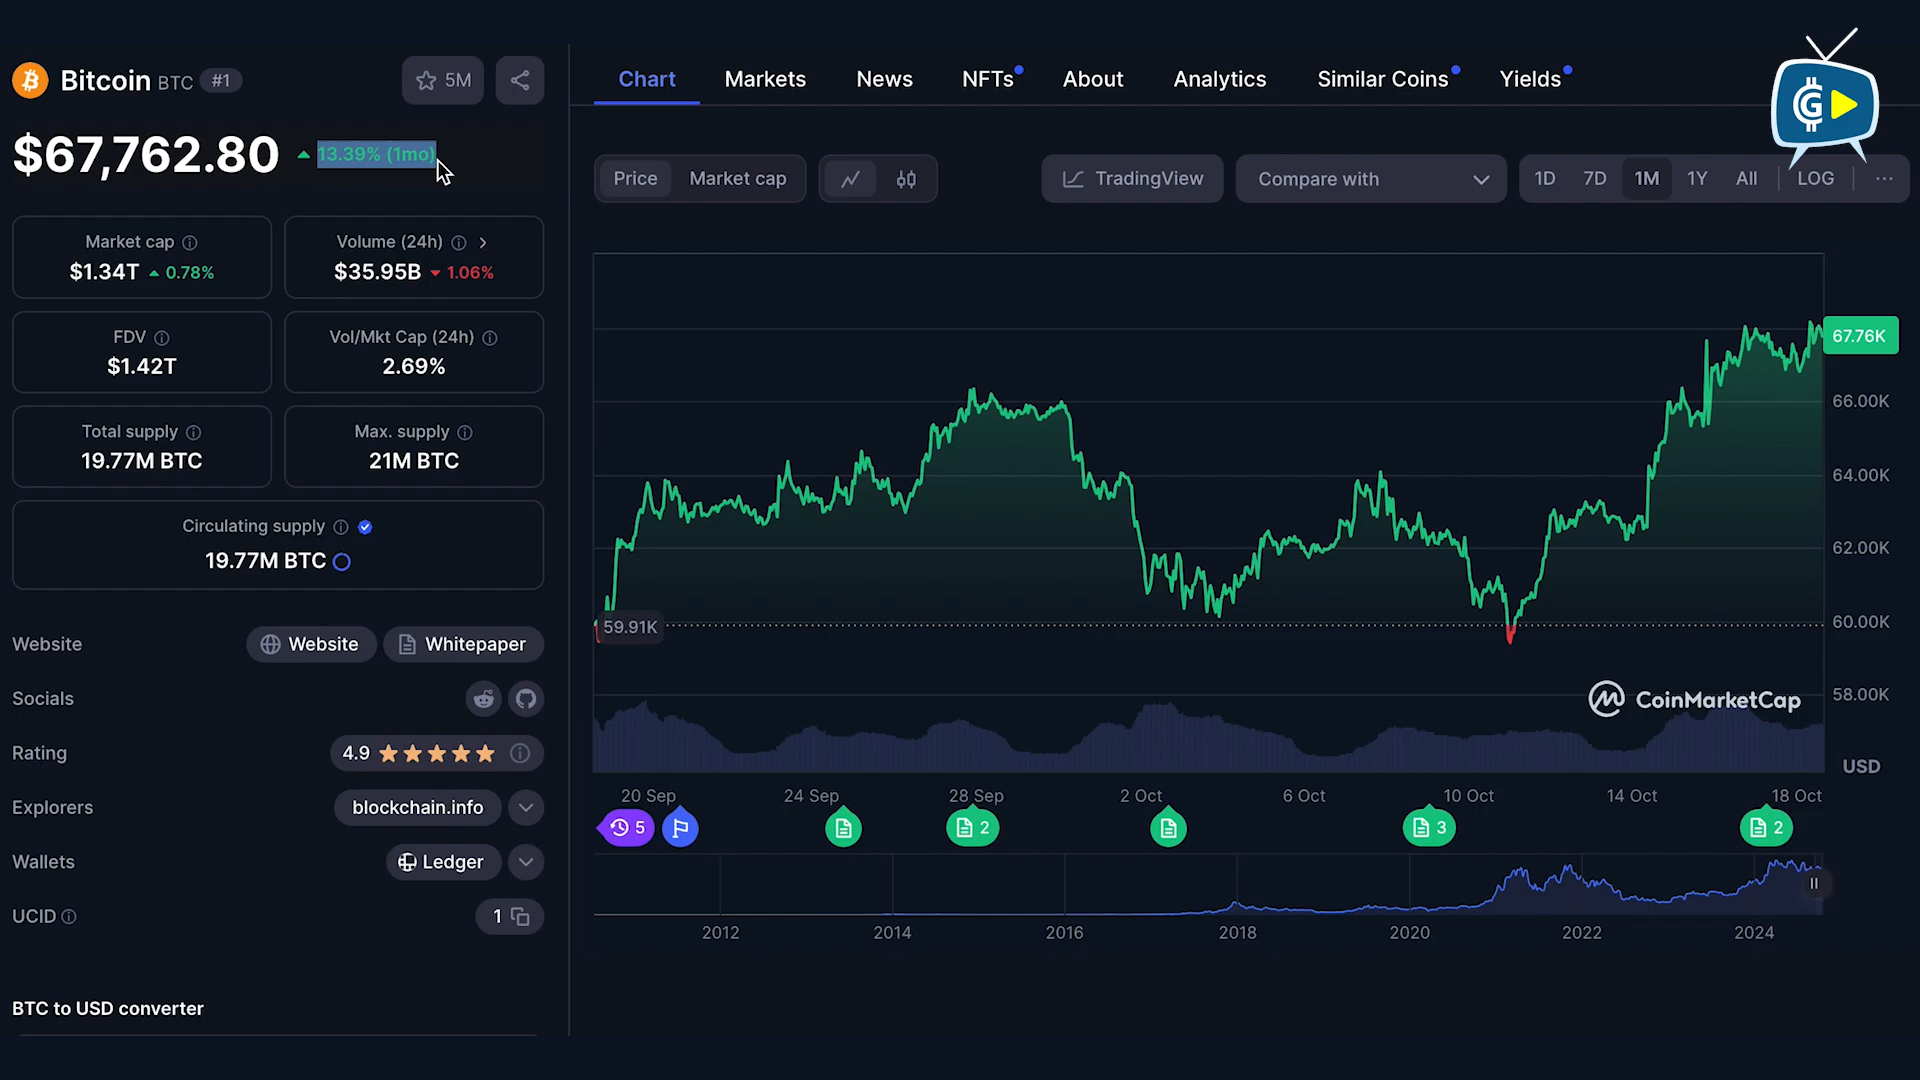 Bitcoin BTC #1
5M
$67,762.80 13.39% (1mo)
Market cap
$1.34T 0.78%
Volume (24h)
$35.95B 1.06%
FDV
$1.42T
Vol/Mkt Cap (24h)
2.69%
Total supply
19.77M BTC
Max. supply
21M BTC
Circulating supply
19.77M BTC
Website Website Whitepaper
Socials
Rating 4.9
Explorers blockchain.info
Wallets Ledger
UCID 1
BTC to USD converter
Chart Markets News NFTs About Analytics Similar Coins Yields
Price Market cap TradingView Compare with 1D 7D 1M 1Y All LOG ...
67.76K
66.00K
64.00K
62.00K
60.00K
59.91K
58.00K
CoinMarketCap
USD
20 Sep 24 Sep 28 Sep 2 Oct 6 Oct 10 Oct 14 Oct 18 Oct
5 2 3 2
2012 2014 2016 2018 2020 2022 2024